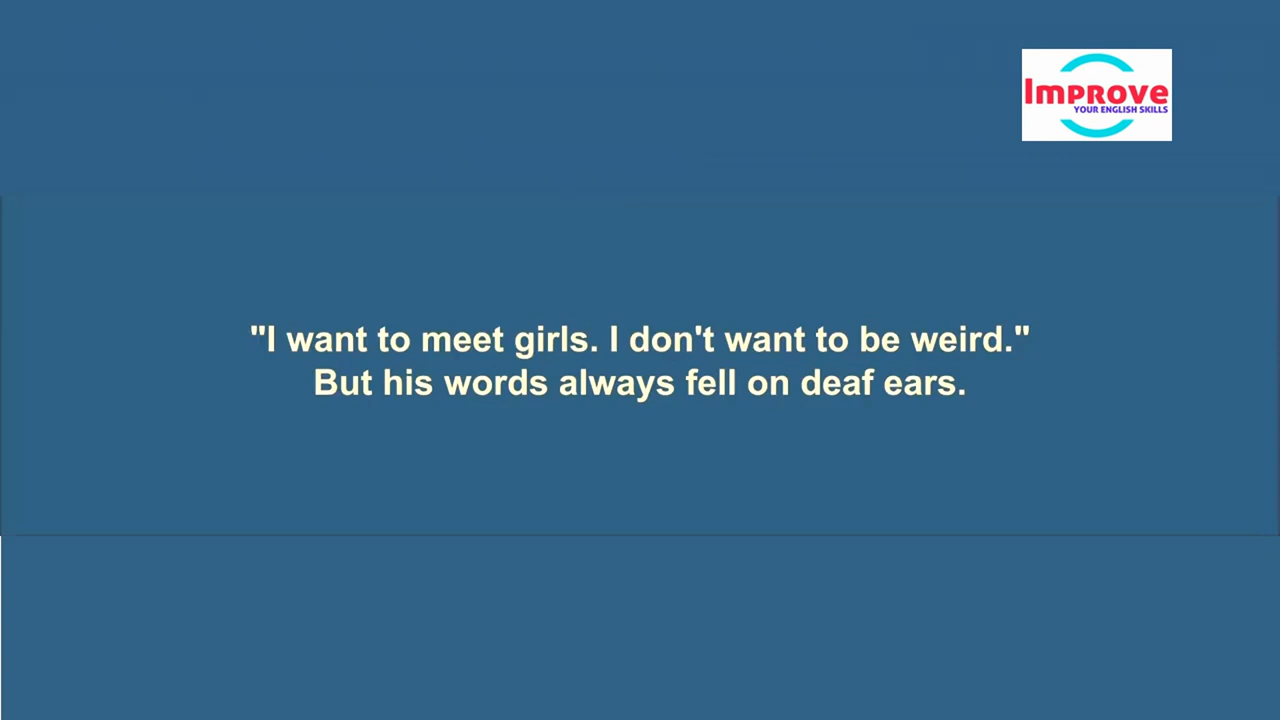 Improve
YOUR ENGLISH SKILLS
"I want to meet girls. I don't want to be weird."
But his words always fell on deaf ears.